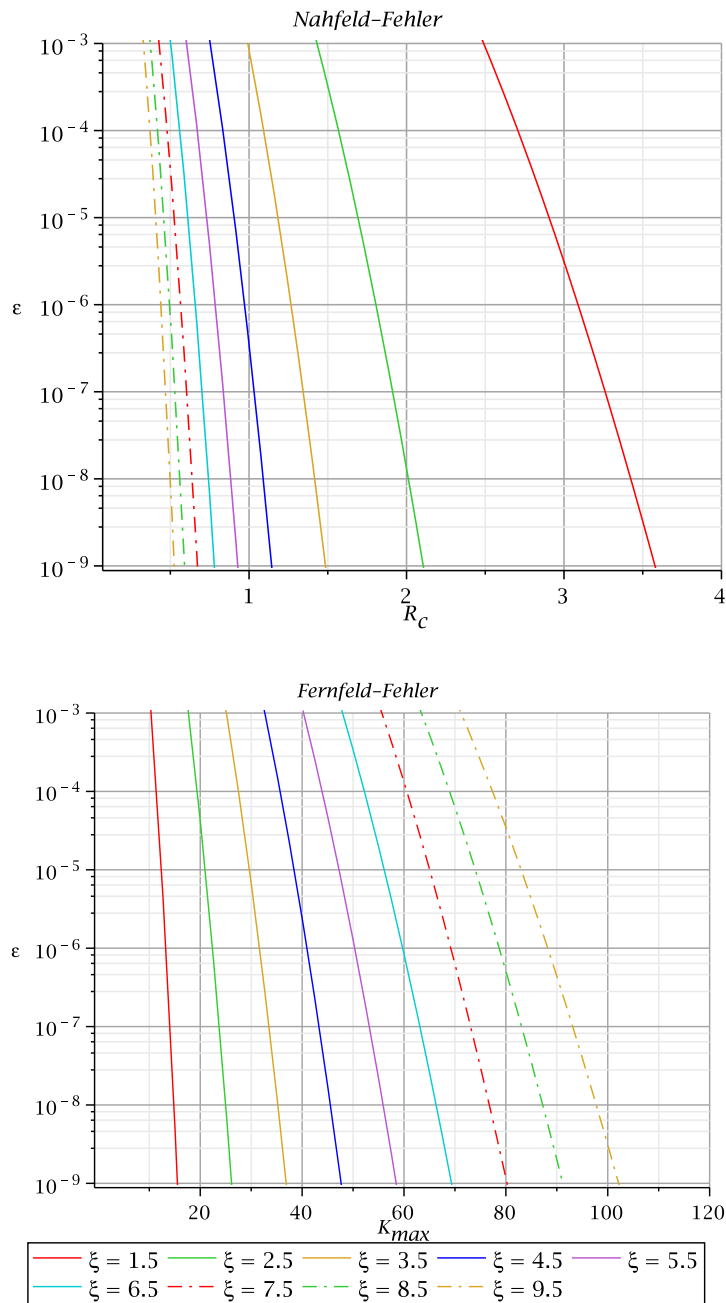 Nahfeld–Fehler
10⁻³
10⁻⁴
10⁻⁵
10⁻⁶
ε
10⁻⁷
10⁻⁸
10⁻⁹
1 2 3 4
R_c
Fernfeld–Fehler
10⁻³
10⁻⁴
10⁻⁵
10⁻⁶
ε
10⁻⁷
10⁻⁸
10⁻⁹
20 40 60 80 100 120
K_max
ξ = 1.5 ξ = 2.5 ξ = 3.5 ξ = 4.5 ξ = 5.5
ξ = 6.5 ξ = 7.5 ξ = 8.5 ξ = 9.5